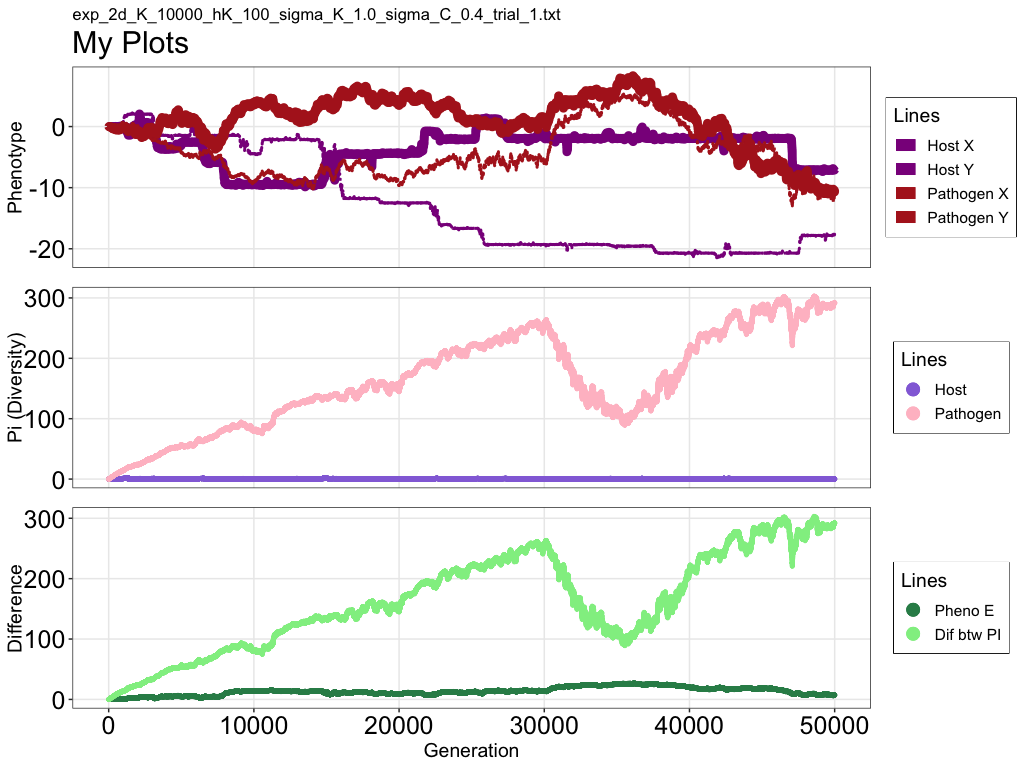 exp_2d_K_10000_hK_100_sigma_K_1.0_sigma_C_0.4_trial_1.txt
My Plots
Phenotype
0
-10
-20
Lines
Host X
Host Y
Pathogen X
Pathogen Y
Pi (Diversity)
300
200
100
0
Lines
Host
Pathogen
Difference
300
200
100
0
Lines
Pheno E
Dif btw PI
0 10000 20000 30000 40000 50000
Generation